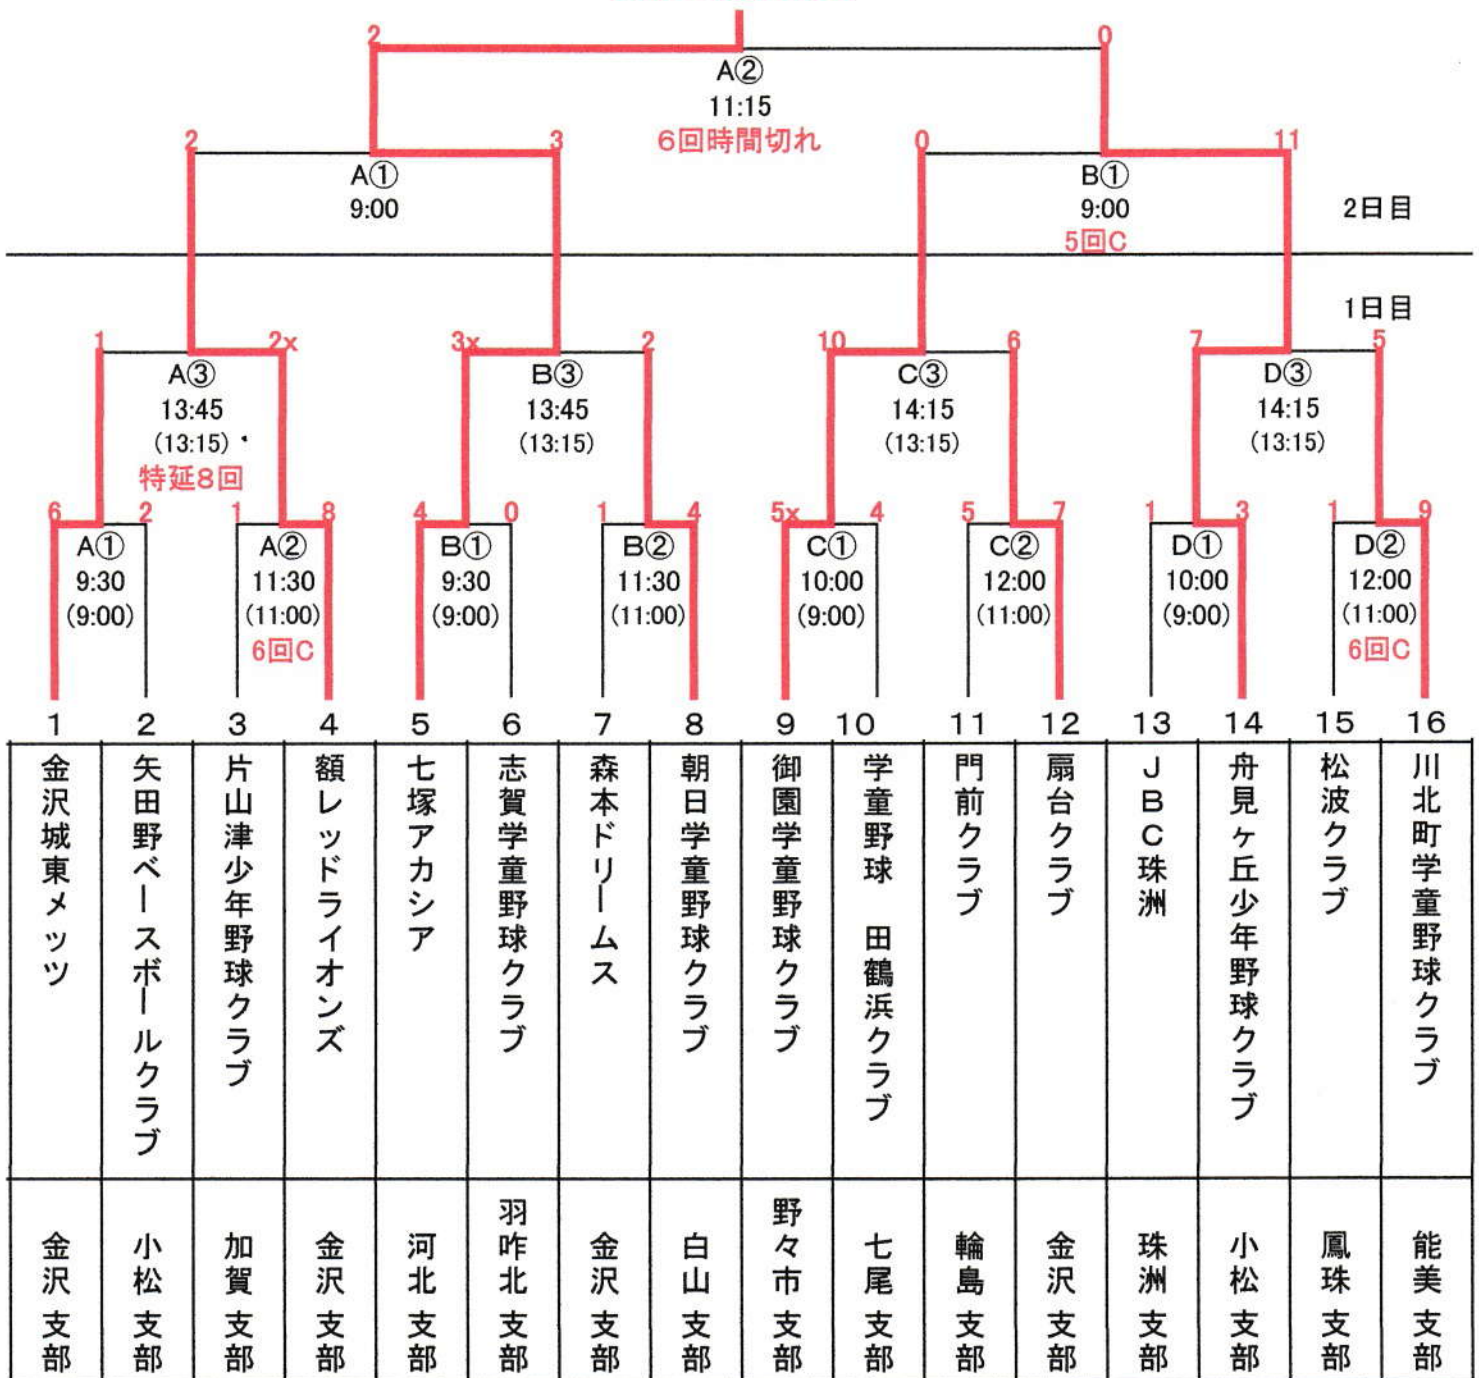 2 0
A②
11:15
6回時間切れ
2 3 0 11
A① B①
9:00 9:00
5回C
2日目
1日目
1 2x 3x 2 10 6 7 5
A③ B③ C③ D③
13:45 13:45 14:15 14:15
(13:15) (13:15) (13:15) (13:15)
特延8回
6 2 1 8 4 0 1 4 5x 4 5 7 1 3 1 9
A① A② B① B② C① C② D① D②
9:30 11:30 9:30 11:30 10:00 12:00 10:00 12:00
(9:00) (11:00) (9:00) (11:00) (9:00) (11:00) (9:00) (11:00)
6回C 6回C
1 2 3 4 5 6 7 8 9 10 11 12 13 14 15 16
金沢城東メッツ
矢田野ベースボールクラブ
片山津少年野球クラブ
額レッドライオンズ
七塚アカシア
志賀学童野球クラブ
森本ドリームス
朝日学童野球クラブ
御園学童野球クラブ
学童野球 田鶴浜クラブ
門前クラブ
扇台クラブ
JBC珠洲
舟見ヶ丘少年野球クラブ
松波クラブ
川北町学童野球クラブ
金沢支部
小松支部
加賀支部
金沢支部
河北支部
羽咋北支部
金沢支部
白山支部
野々市支部
七尾支部
輪島支部
金沢支部
珠洲支部
小松支部
鳳珠支部
能美支部